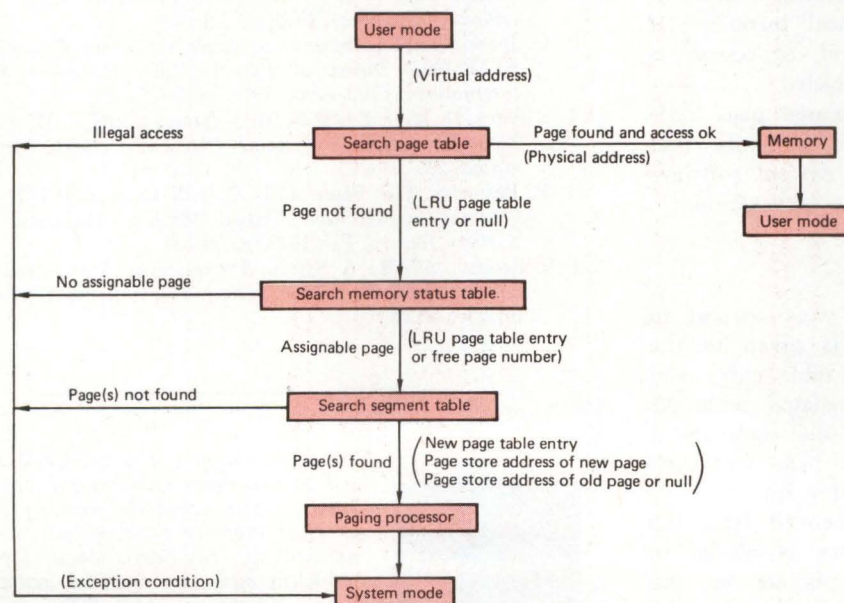 User mode
(Virtual address)
Illegal access
Search page table
Page found and access ok
(Physical address)
Memory
User mode
Page not found
(LRU page table
entry or null)
No assignable page
Search memory status table.
Assignable page
(LRU page table entry
or free page number)
Page(s) not found
Search segment table
Page(s) found
(New page table entry
Page store address of new page
Page store address of old page or null)
Paging processor
(Exception condition)
System mode